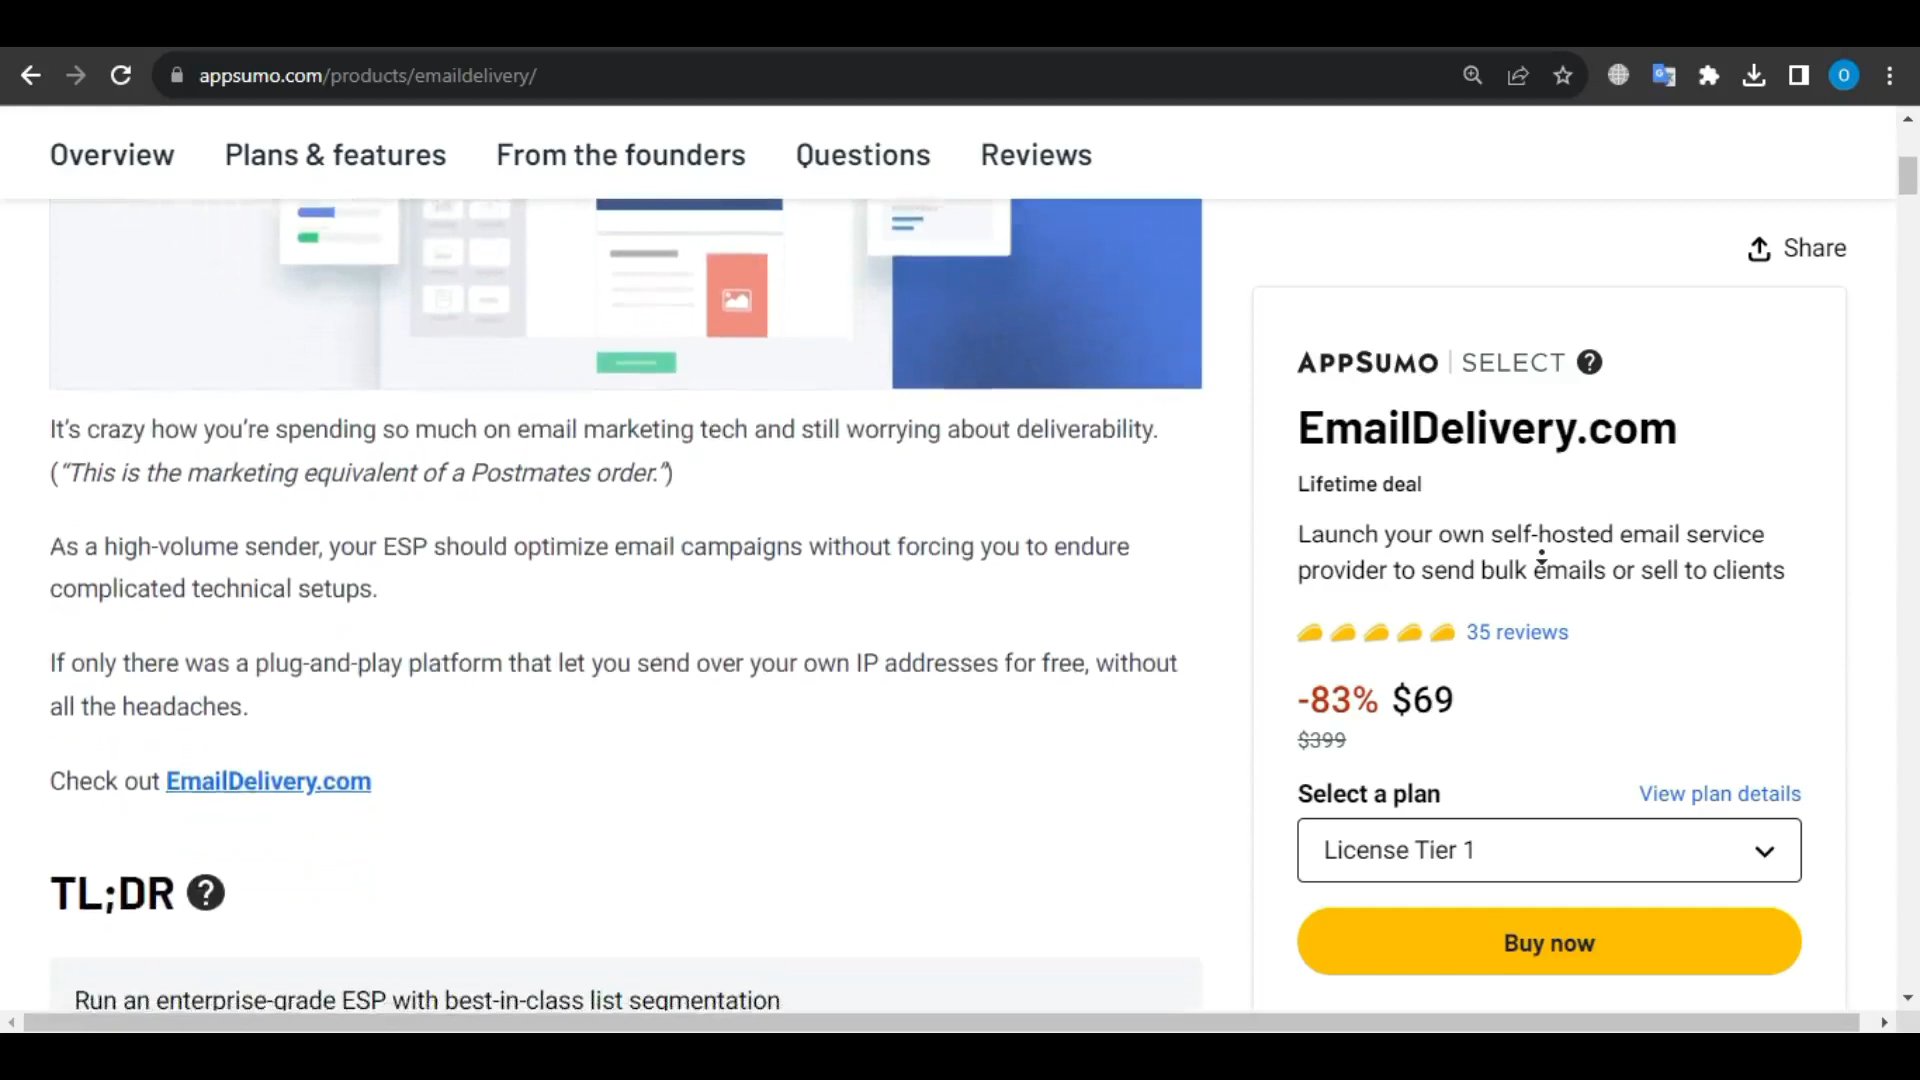 appsumo.com/products/emaildelivery/
O
Overview
Plans & features
From the founders
Questions
Reviews
Share
It's crazy how you're spending so much on email marketing tech and still worrying about deliverability.
("This is the marketing equivalent of a Postmates order.")
As a high-volume sender, your ESP should optimize email campaigns without forcing you to endure
complicated technical setups.
If only there was a plug-and-play platform that let you send over your own IP addresses for free, without
all the headaches.
Check out EmailDelivery.com
TL;DR ?
Run an enterprise-grade ESP with best-in-class list segmentation
APPSUMO | SELECT ?
EmailDelivery.com
Lifetime deal
Launch your own self-hosted email service
provider to send bulk emails or sell to clients
35 reviews
-83% $69
$399
Select a plan
View plan details
License Tier 1
Buy now